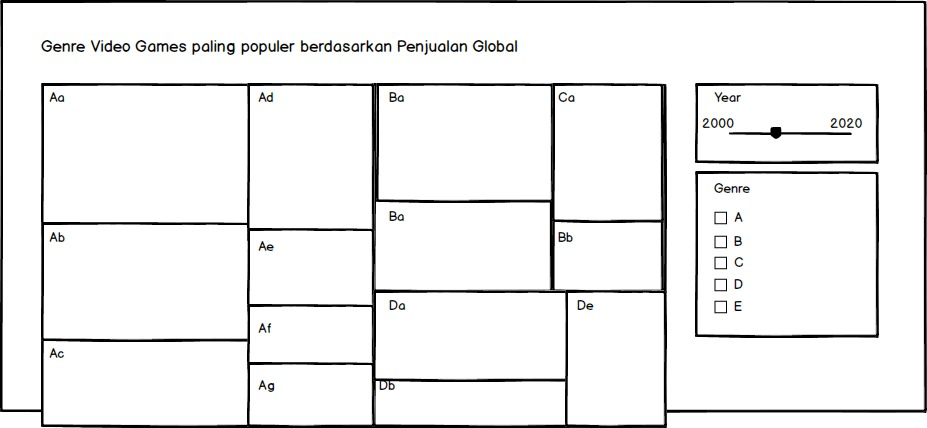 Genre Video Games paling populer berdasarkan Penjualan Global
Aa
Ad
Ba
Ca
Ab
Ae
Ba
Bb
Ac
Af
Ag
Da
De
Db
Year
2000 2020
Genre
A
B
C
D
E